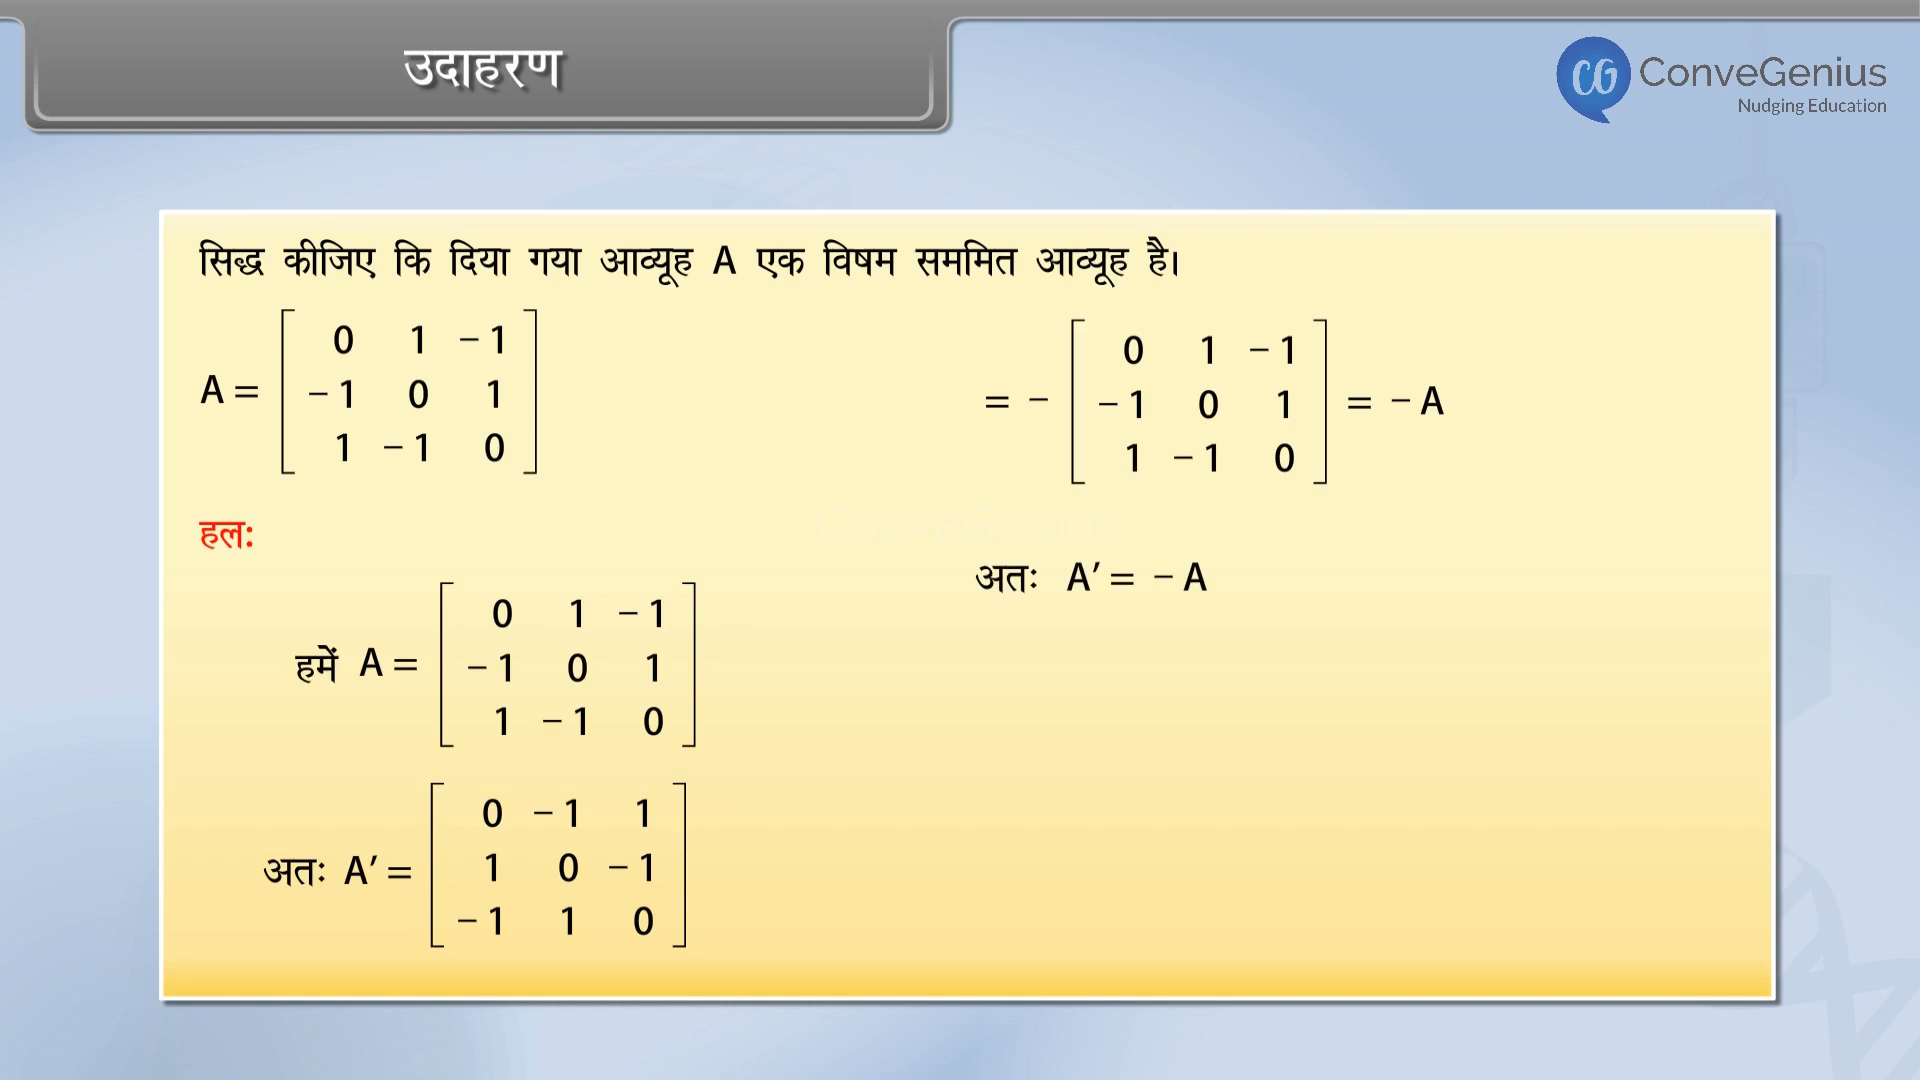 उदाहरण
ConveGenius
Nudging Education
सिद्ध कीजिए कि दिया गया आव्यूह A एक विषम सममित आव्यूह है।
A = [ 0 1 – 1
– 1 0 1
1 – 1 0 ]
हल:
हमें A = [ 0 1 – 1
– 1 0 1
1 – 1 0 ]
अतः A′ = [ 0 – 1 1
1 0 – 1
– 1 1 0 ]
= – [ 0 1 – 1
– 1 0 1
1 – 1 0 ] = – A
अतः A′ = – A
ConveGenius